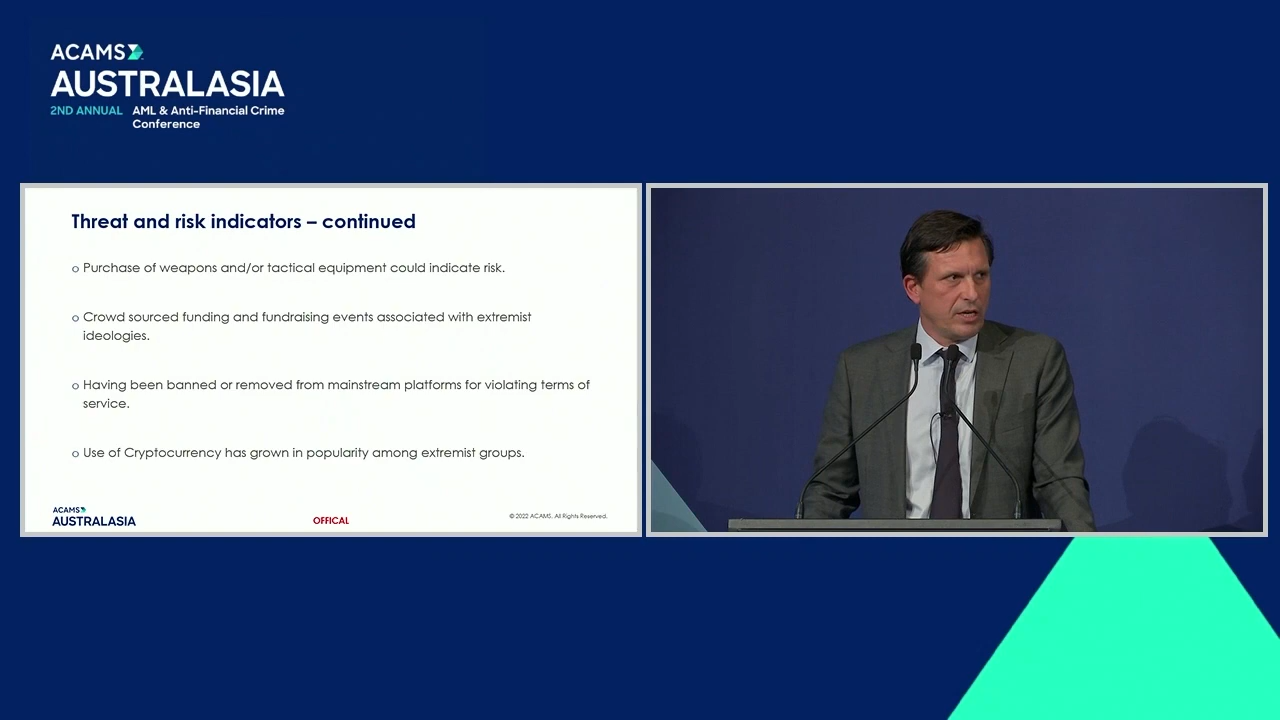 ACAMS
AUSTRALASIA
2ND ANNUAL AML & Anti-Financial Crime
Conference
Threat and risk indicators – continued
o Purchase of weapons and/or tactical equipment could indicate risk.
o Crowd sourced funding and fundraising events associated with extremist
ideologies.
o Having been banned or removed from mainstream platforms for violating terms of
service.
o Use of Cryptocurrency has grown in popularity among extremist groups.
ACAMS
AUSTRALASIA
OFFICAL
© 2022 ACAMS. All Rights Reserved.